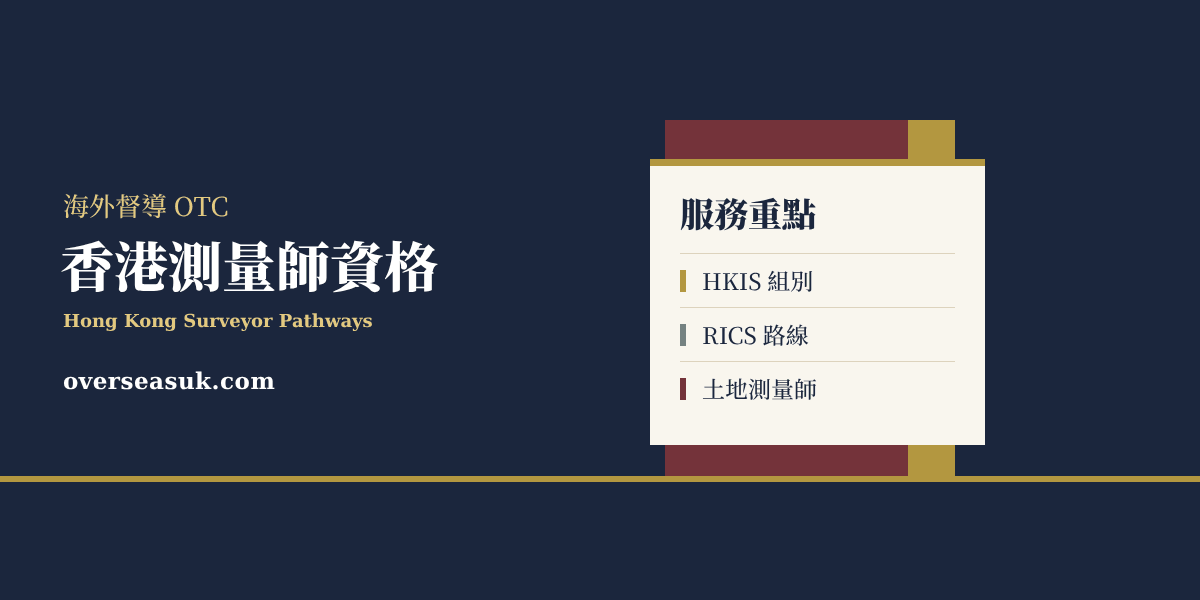 海外督導 OTC
香港測量師資格
Hong Kong Surveyor Pathways
overseasuk.com
服務重點
HKIS 組別
RICS 路線
土地測量師